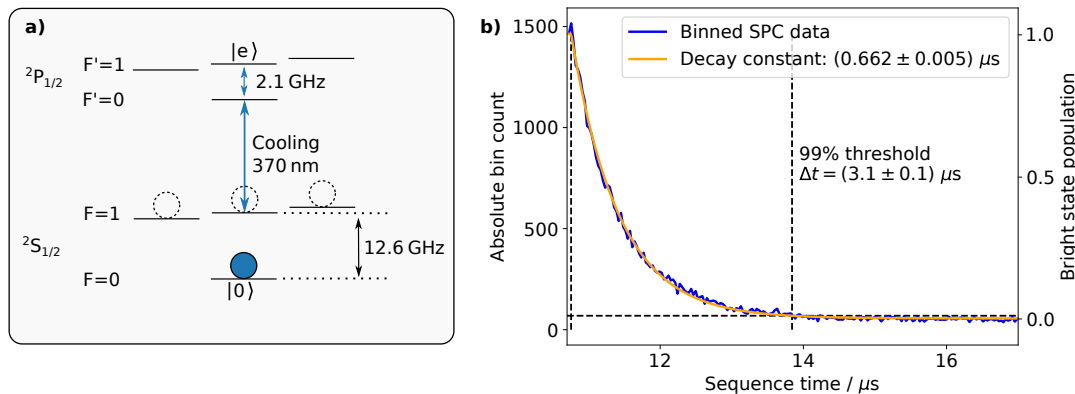 a)
|e⟩
F'=1
²P₁/₂
2.1 GHz
F'=0
Cooling
370 nm
F=1
²S₁/₂
12.6 GHz
F=0
|0⟩
b)
1500
1000
500
0
Absolute bin count
12
14
16
Sequence time / μs
Binned SPC data
Decay constant: (0.662 ± 0.005) μs
99% threshold
Δt = (3.1 ± 0.1) μs
1.0
0.5
0.0
Bright state population